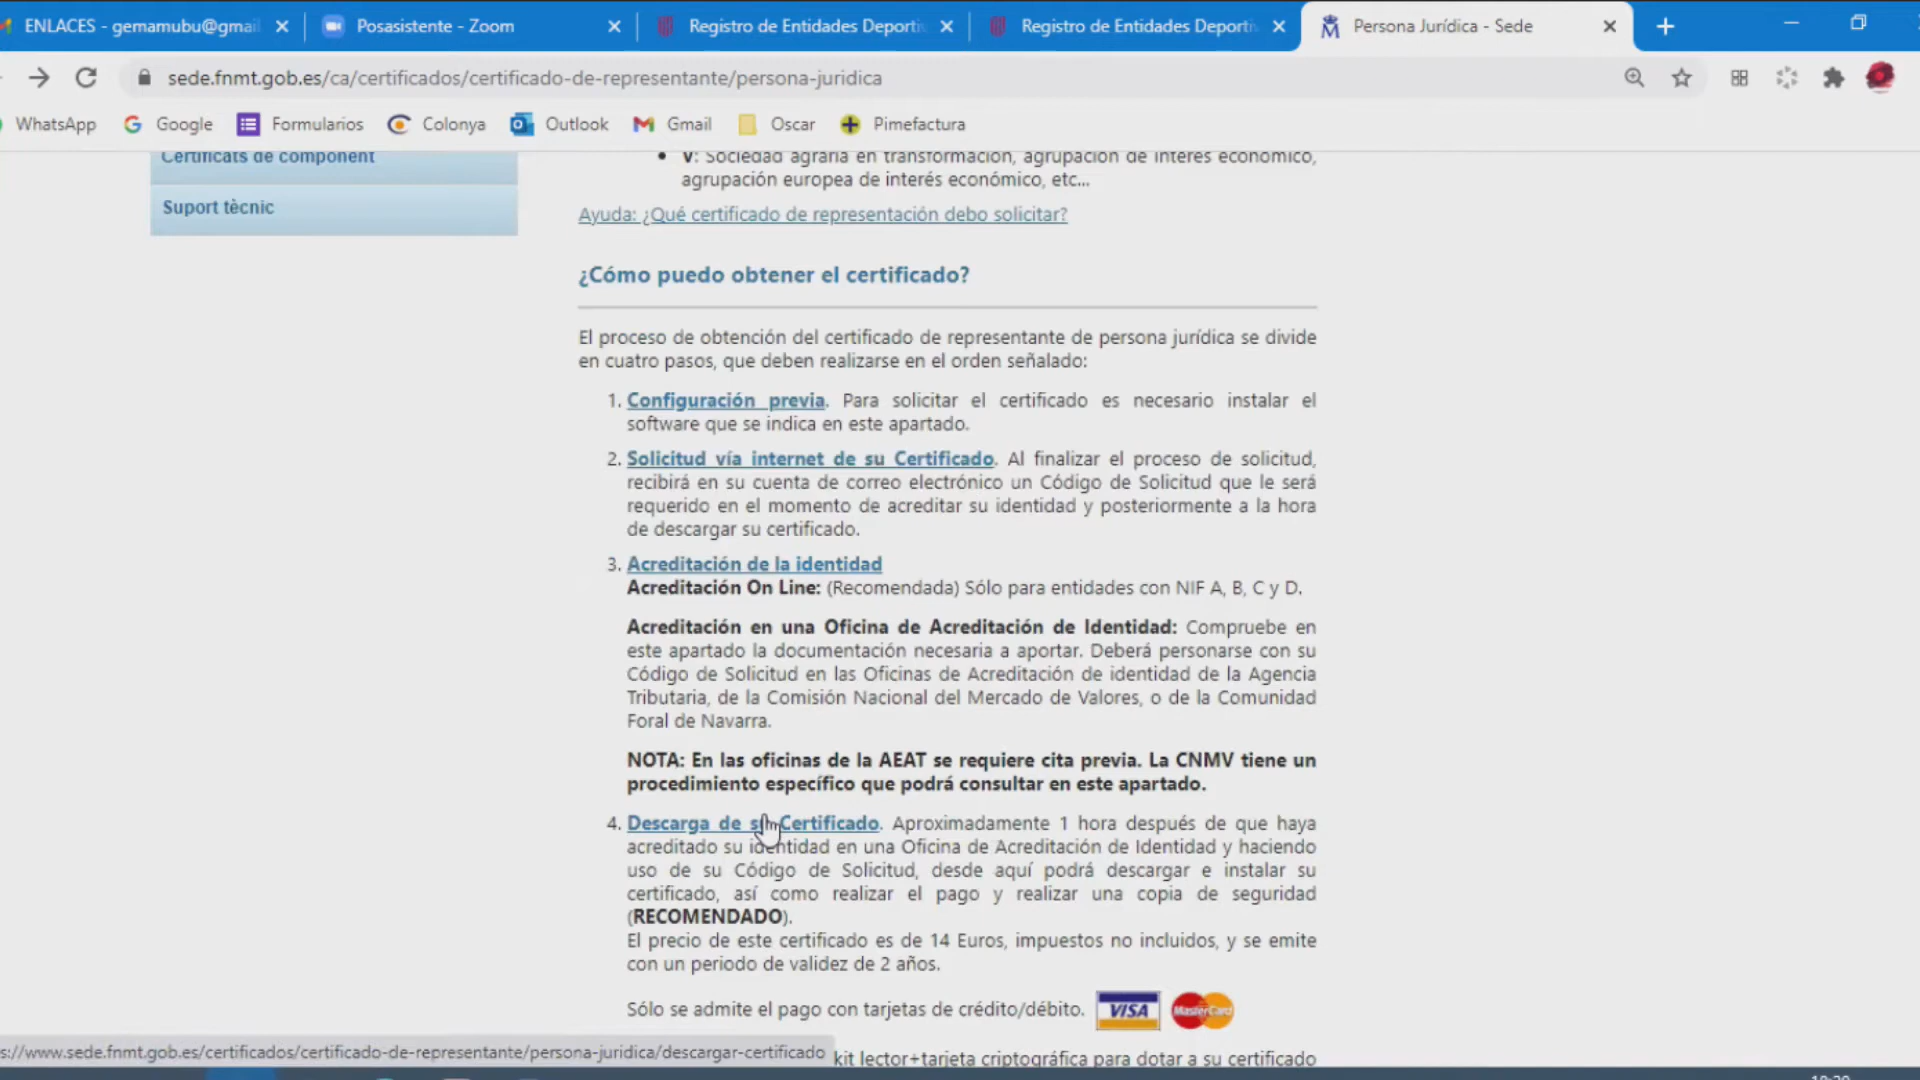 ENLACES - gemamubu@gmai
Posasistente - Zoom
Registro de Entidades Deporti
Registro de Entidades Deporti
Persona Jurídica - Sede
sede.fnmt.gob.es/ca/certificados/certificado-de-representante/persona-juridica
WhatsApp
Google
Formularios
Colonya
Outlook
Gmail
Oscar
Pimefactura
Certificats de component
Suport tècnic
• V: Sociedad agraria en transformación, agrupación de interés económico,
agrupación europea de interés económico, etc...
Ayuda: ¿Qué certificado de representación debo solicitar?
¿Cómo puedo obtener el certificado?
El proceso de obtención del certificado de representante de persona jurídica se divide
en cuatro pasos, que deben realizarse en el orden señalado:
1. Configuración previa. Para solicitar el certificado es necesario instalar el
software que se indica en este apartado.
2. Solicitud vía internet de su Certificado. Al finalizar el proceso de solicitud,
recibirá en su cuenta de correo electrónico un Código de Solicitud que le será
requerido en el momento de acreditar su identidad y posteriormente a la hora
de descargar su certificado.
3. Acreditación de la identidad
Acreditación On Line: (Recomendada) Sólo para entidades con NIF A, B, C y D.
Acreditación en una Oficina de Acreditación de Identidad: Compruebe en
este apartado la documentación necesaria a aportar. Deberá personarse con su
Código de Solicitud en las Oficinas de Acreditación de identidad de la Agencia
Tributaria, de la Comisión Nacional del Mercado de Valores, o de la Comunidad
Foral de Navarra.
NOTA: En las oficinas de la AEAT se requiere cita previa. La CNMV tiene un
procedimiento específico que podrá consultar en este apartado.
4. Descarga de su Certificado. Aproximadamente 1 hora después de que haya
acreditado su identidad en una Oficina de Acreditación de Identidad y haciendo
uso de su Código de Solicitud, desde aquí podrá descargar e instalar su
certificado, así como realizar el pago y realizar una copia de seguridad
(RECOMENDADO).
El precio de este certificado es de 14 Euros, impuestos no incluidos, y se emite
con un periodo de validez de 2 años.
Sólo se admite el pago con tarjetas de crédito/débito. VISA MasterCard
s://www.sede.fnmt.gob.es/certificados/certificado-de-representante/persona-juridica/descargar-certificado
kit lector+tarjeta criptográfica para dotar a su certificado